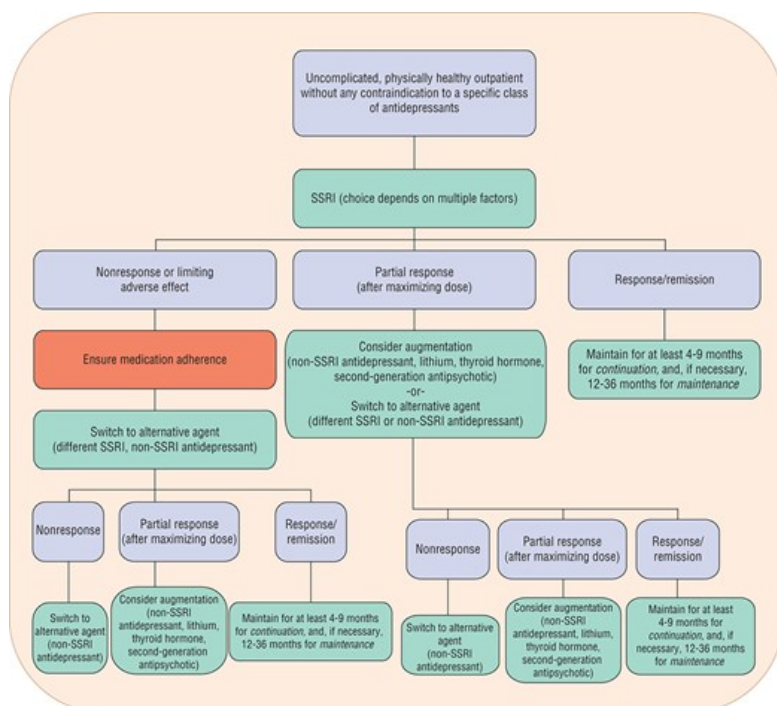 Uncomplicated, physically healthy outpatient
without any contraindication to a specific class
of antidepressants
SSRI (choice depends on multiple factors)
Nonresponse or limiting
adverse effect
Partial response
(after maximizing dose)
Response/remission
Ensure medication adherence
Consider augmentation
(non-SSRI antidepressant, lithium, thyroid hormone,
second-generation antipsychotic)
-or-
Switch to alternative agent
(different SSRI or non-SSRI antidepressant)
Maintain for at least 4-9 months
for continuation, and, if necessary,
12-36 months for maintenance
Switch to alternative agent
(different SSRI, non-SSRI antidepressant)
Nonresponse
Partial response
(after maximizing dose)
Response/
remission
Switch to
alternative agent
(non-SSRI
antidepressant)
Consider augmentation
(non-SSRI
antidepressant, lithium,
thyroid hormone,
second-generation
antipsychotic)
Maintain for at least 4-9 months
for continuation, and, if necessary,
12-36 months for maintenance
Nonresponse
Partial response
(after maximizing dose)
Response/
remission
Switch to alternative
agent
(non-SSRI
antidepressant)
Consider augmentation
(non-SSRI
antidepressant, lithium,
thyroid hormone,
second-generation
antipsychotic)
Maintain for at least
4-9 months for
continuation, and, if
necessary, 12-36 months
for maintenance